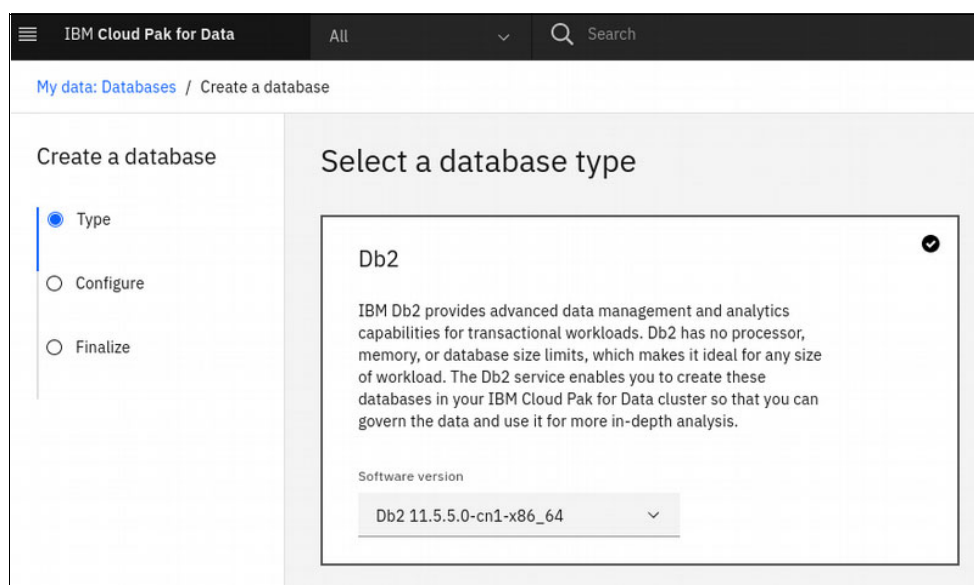 IBM Cloud Pak for Data All Search
My data: Databases / Create a database
Create a database
Type
Configure
Finalize
Select a database type
Db2
IBM Db2 provides advanced data management and analytics
capabilities for transactional workloads. Db2 has no processor,
memory, or database size limits, which makes it ideal for any size
of workload. The Db2 service enables you to create these
databases in your IBM Cloud Pak for Data cluster so that you can
govern the data and use it for more in-depth analysis.
Software version
Db2 11.5.5.0-cn1-x86_64